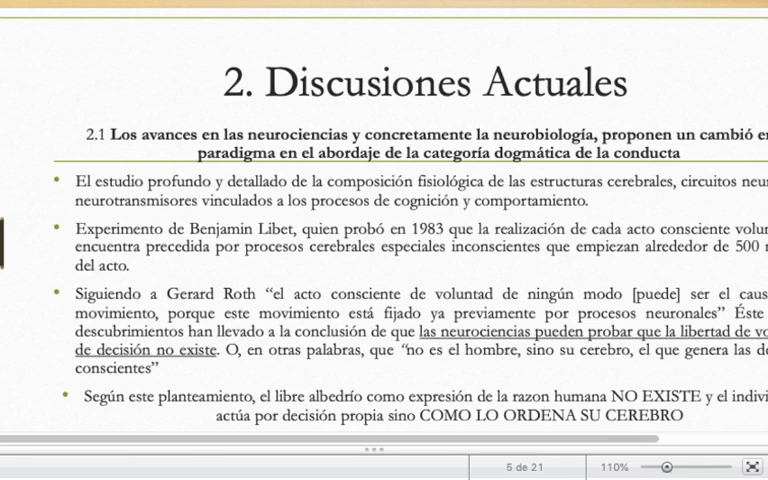 2. Discusiones Actuales
2.1 Los avances en las neurociencias y concretamente la neurobiología, proponen un cambió e
paradigma en el abordaje de la categoría dogmática de la conducta
• El estudio profundo y detallado de la composición fisiológica de las estructuras cerebrales, circuitos neu
neurotransmisores vinculados a los procesos de cognición y comportamiento.
• Experimento de Benjamin Libet, quien probó en 1983 que la realización de cada acto consciente volu
encuentra precedida por procesos cerebrales especiales inconscientes que empiezan alrededor de 500
del acto.
• Siguiendo a Gerard Roth “el acto consciente de voluntad de ningún modo [puede] ser el caus
movimiento, porque este movimiento está fijado ya previamente por procesos neuronales” Éste
descubrimientos han llevado a la conclusión de que las neurociencias pueden probar que la libertad de vo
de decisión no existe. O, en otras palabras, que “no es el hombre, sino su cerebro, el que genera las de
conscientes”
• Según este planteamiento, el libre albedrío como expresión de la razon humana NO EXISTE y el indivi
actúa por decisión propia sino COMO LO ORDENA SU CEREBRO
5 de 21
110%